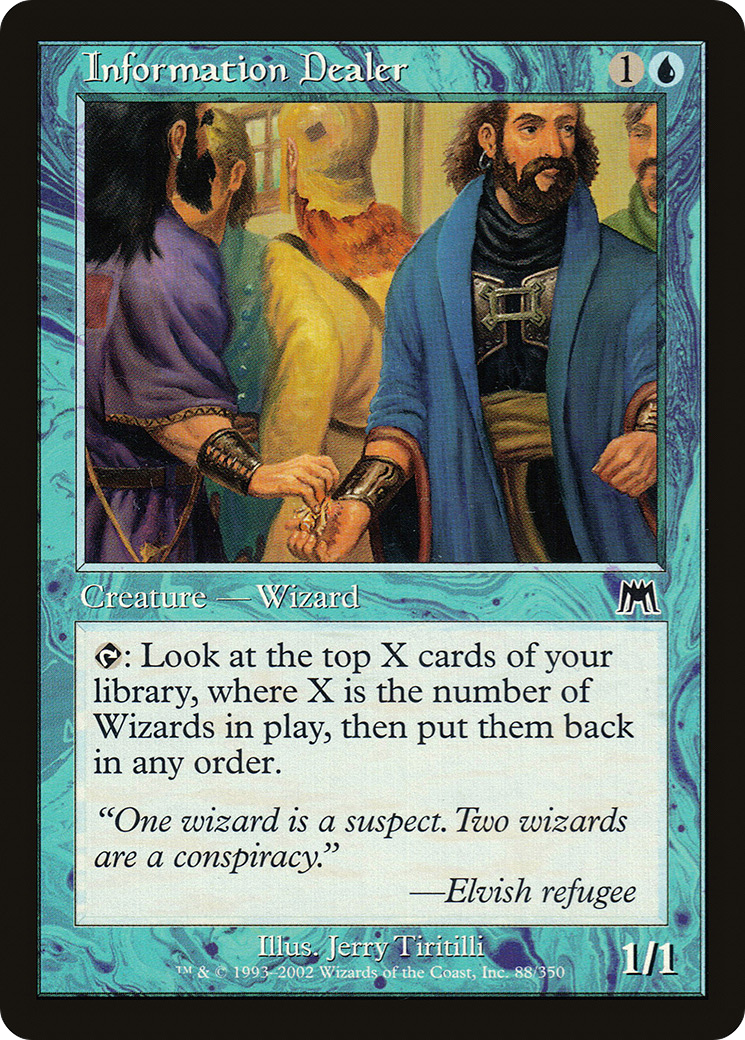 Information Dealer
1
Creature — Wizard
: Look at the top X cards of your
library, where X is the number of
Wizards in play, then put them back
in any order.
“One wizard is a suspect. Two wizards
are a conspiracy.”
—Elvish refugee
Illus. Jerry Tiritilli
™ & © 1993–2002 Wizards of the Coast, Inc. 88/350
1/1